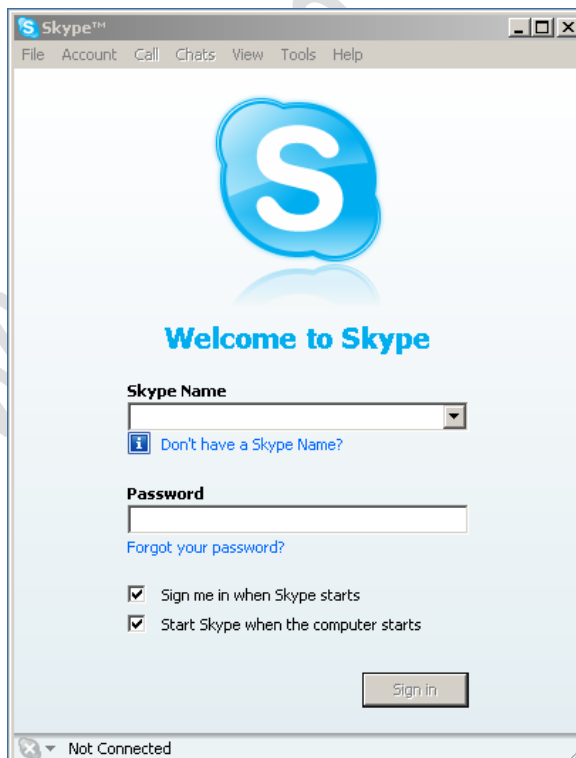 Skype™
File Account Call Chats View Tools Help
S
Welcome to Skype
Skype Name
Don't have a Skype Name?
Password
Forgot your password?
Sign me in when Skype starts
Start Skype when the computer starts
Sign in
Not Connected